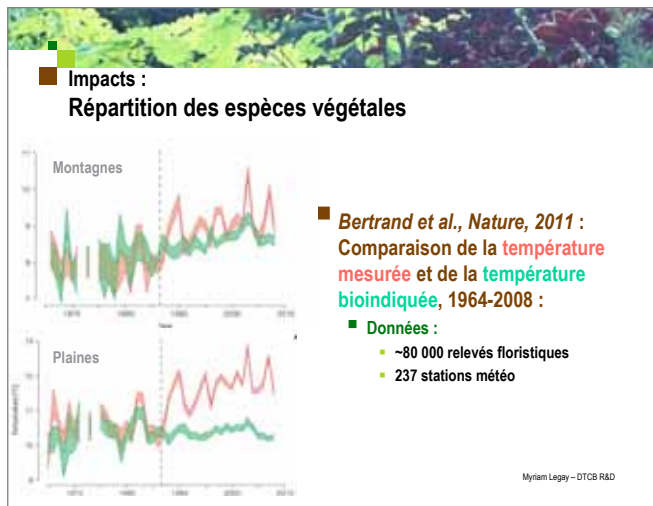 Impacts :
Répartition des espèces végétales
Montagnes
Plaines
Bertrand et al., Nature, 2011 :
Comparaison de la température
mesurée et de la température
bioindiquée, 1964-2008 :
Données :
~80 000 relevés floristiques
237 stations météo
Myriam Legay – DTCB R&D